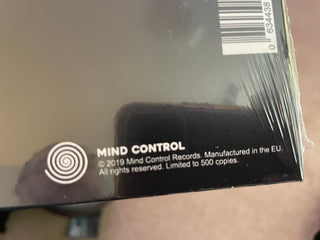 0 634438
MIND CONTROL
© 2019 Mind Control Records. Manufactured in the EU.
All rights reserved. Limited to 500 copies.